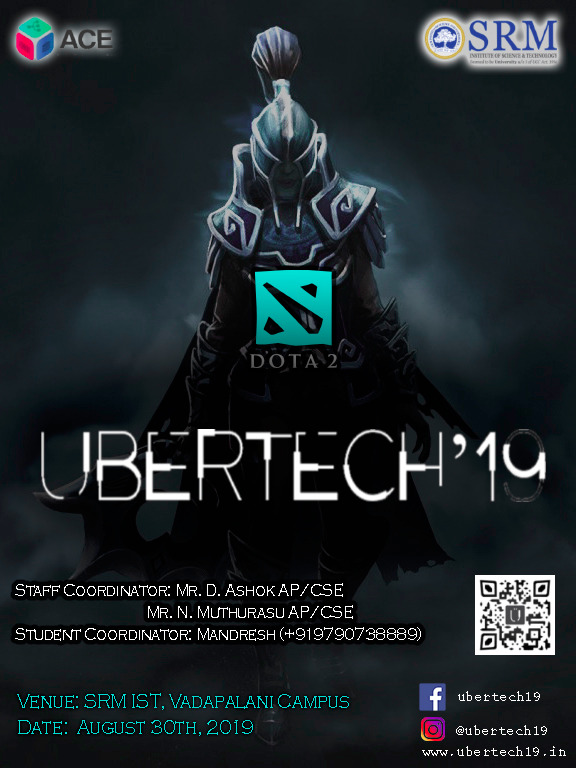 ACE
SRM
INSTITUTE OF SCIENCE & TECHNOLOGY
DOTA 2
UBERTECH'19
Staff Coordinator: Mr. D. Ashok AP/CSE
Mr. N. Muthurasu AP/CSE
Student Coordinator: Mandresh (+919790738889)
Venue: SRM IST, Vadapalani Campus
Date: August 30th, 2019
ubertech19
@ubertech19
www.ubertech19.in